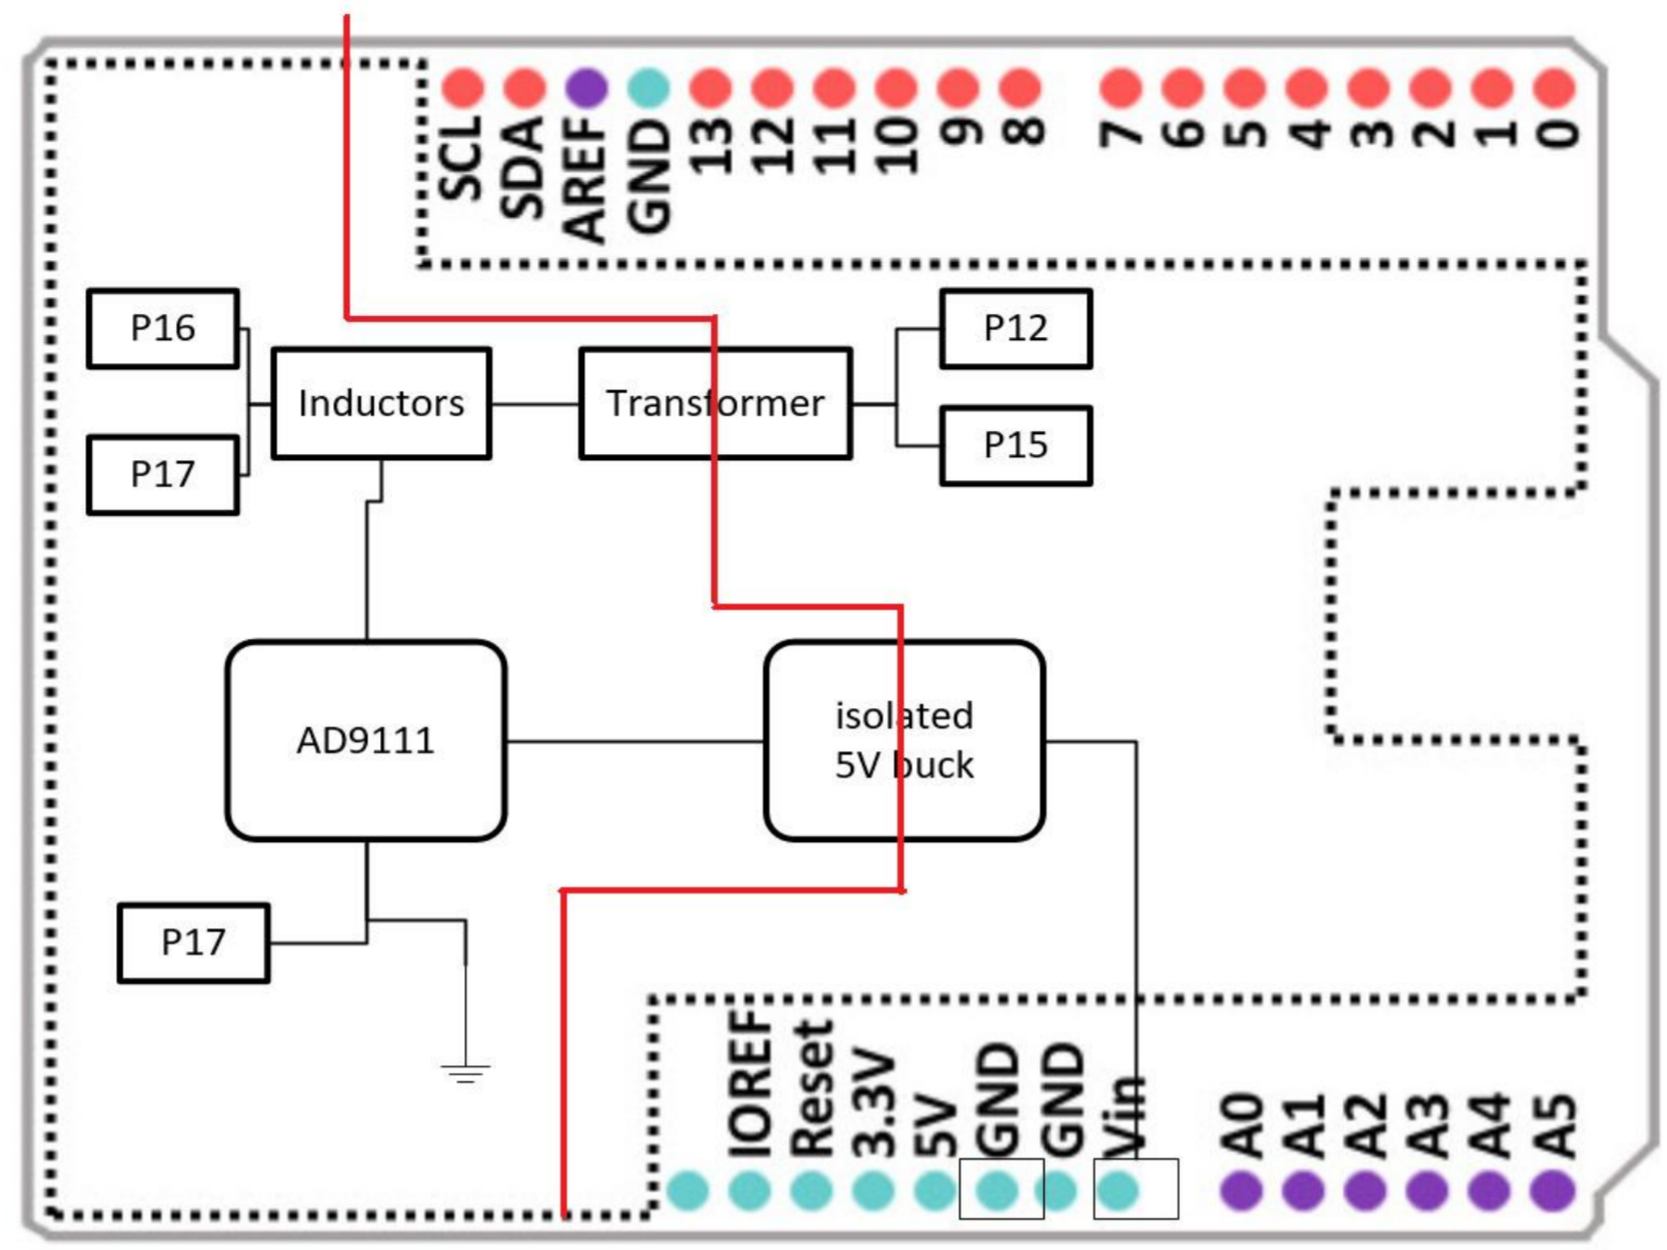 SCL
SDA
AREF
GND
13
12
11
10
9
8
7
6
5
4
3
2
1
0
P16
P17
Inductors
Transformer
P12
P15
AD9111
isolated
5V buck
P17
IOREF
Reset
3.3V
5V
GND
GND
Vin
A0
A1
A2
A3
A4
A5